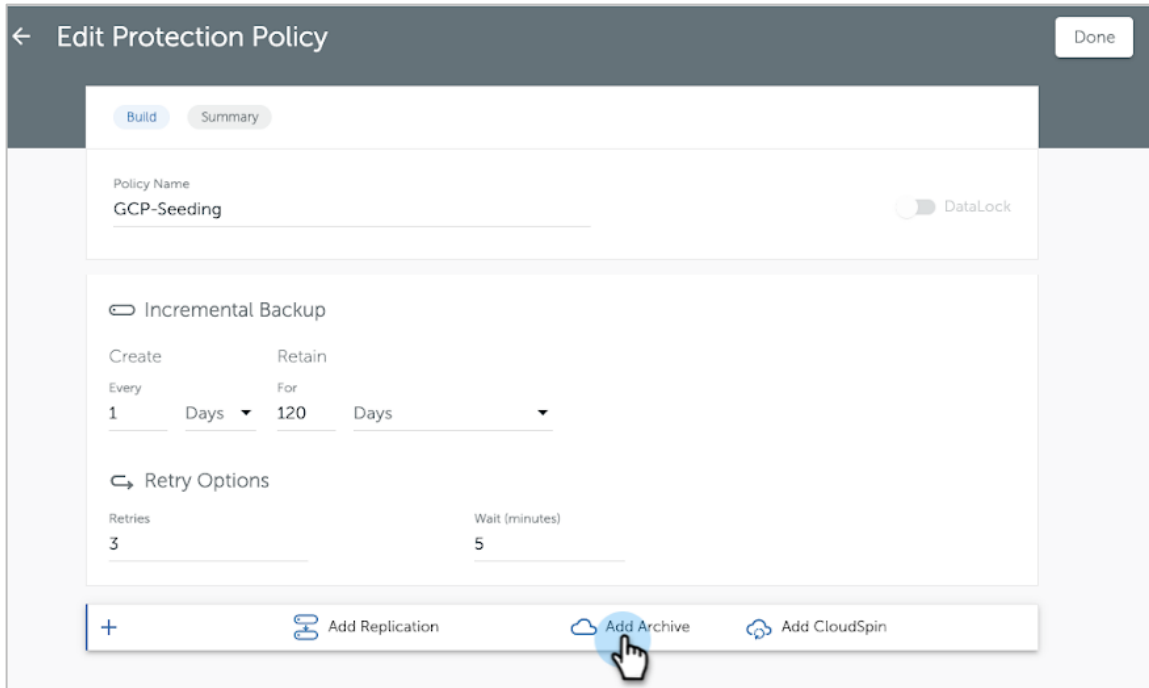 Edit Protection Policy
Done
Build Summary
Policy Name
GCP-Seeding
DataLock
Incremental Backup
Create Retain
Every For
1 Days 120 Days
Retry Options
Retries Wait (minutes)
3 5
+ Add Replication Add Archive Add CloudSpin